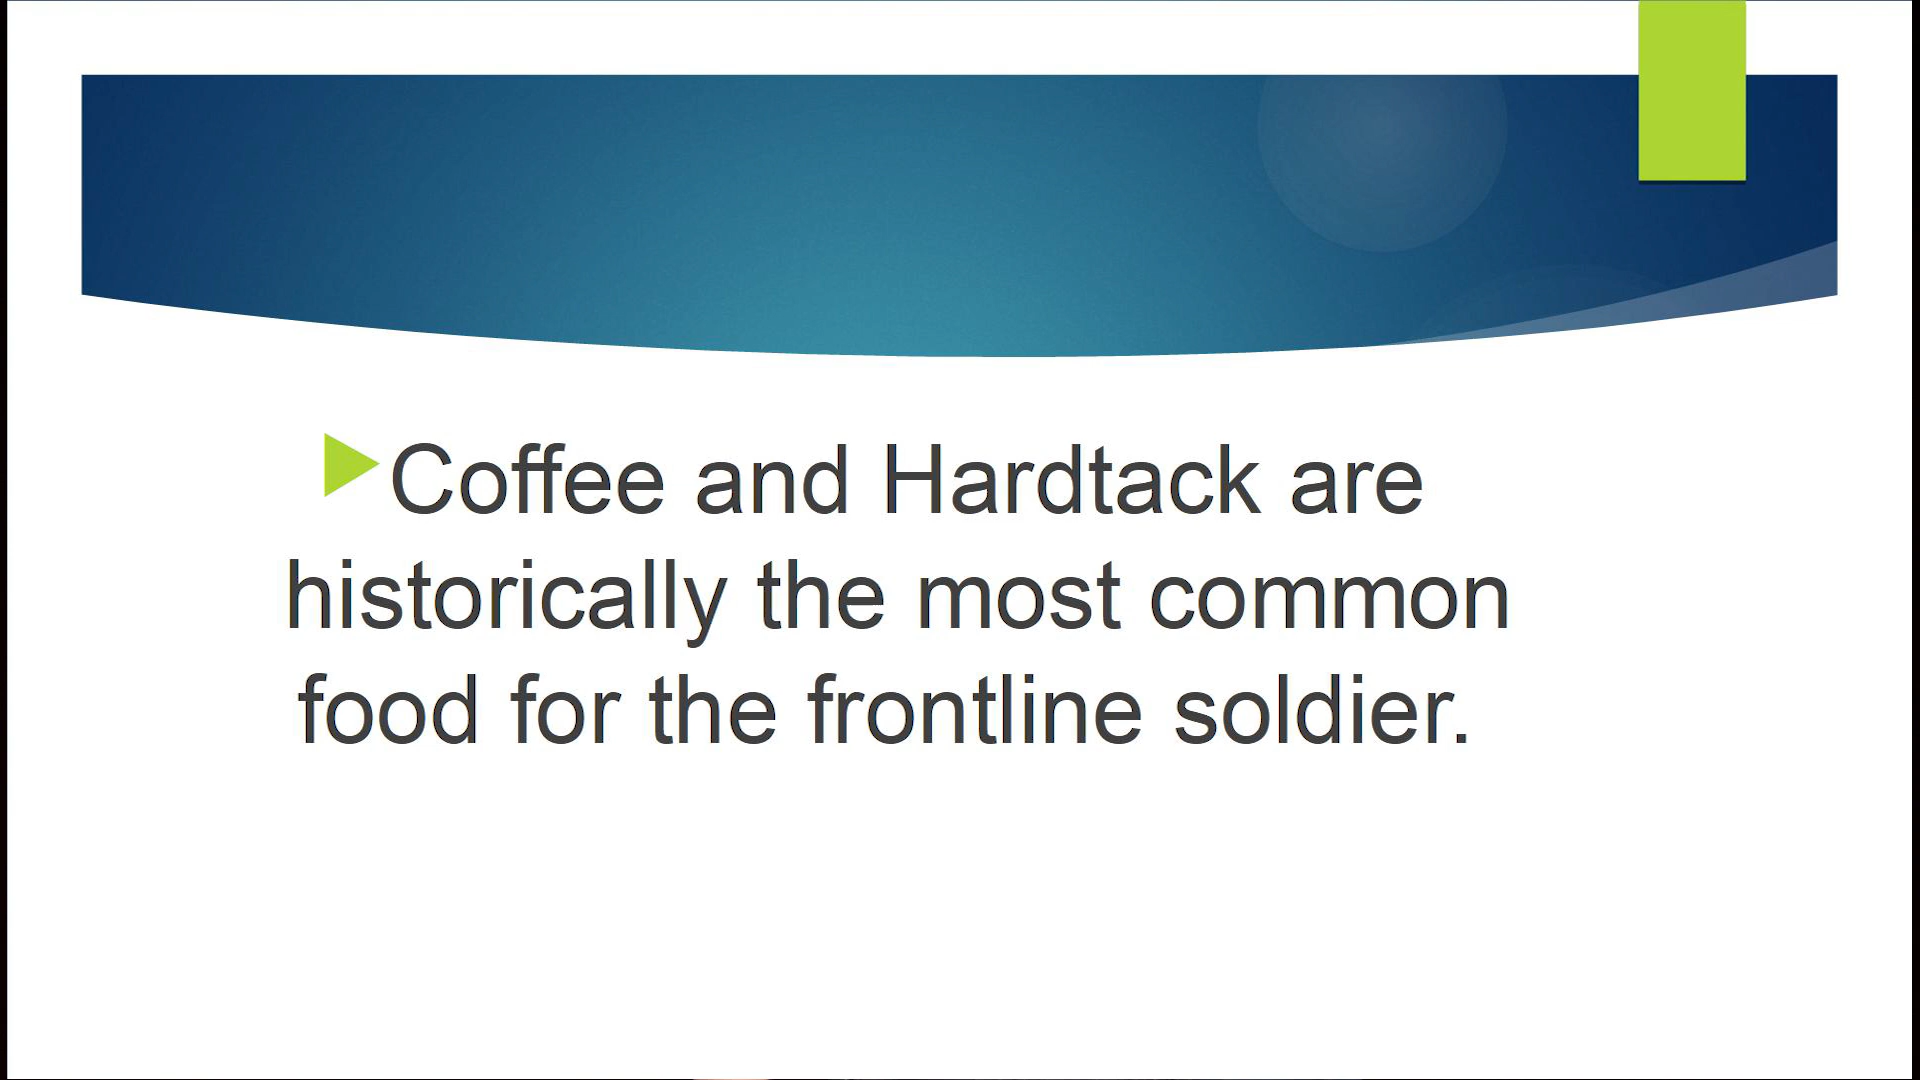 Coffee and Hardtack are
historically the most common
food for the frontline soldier.